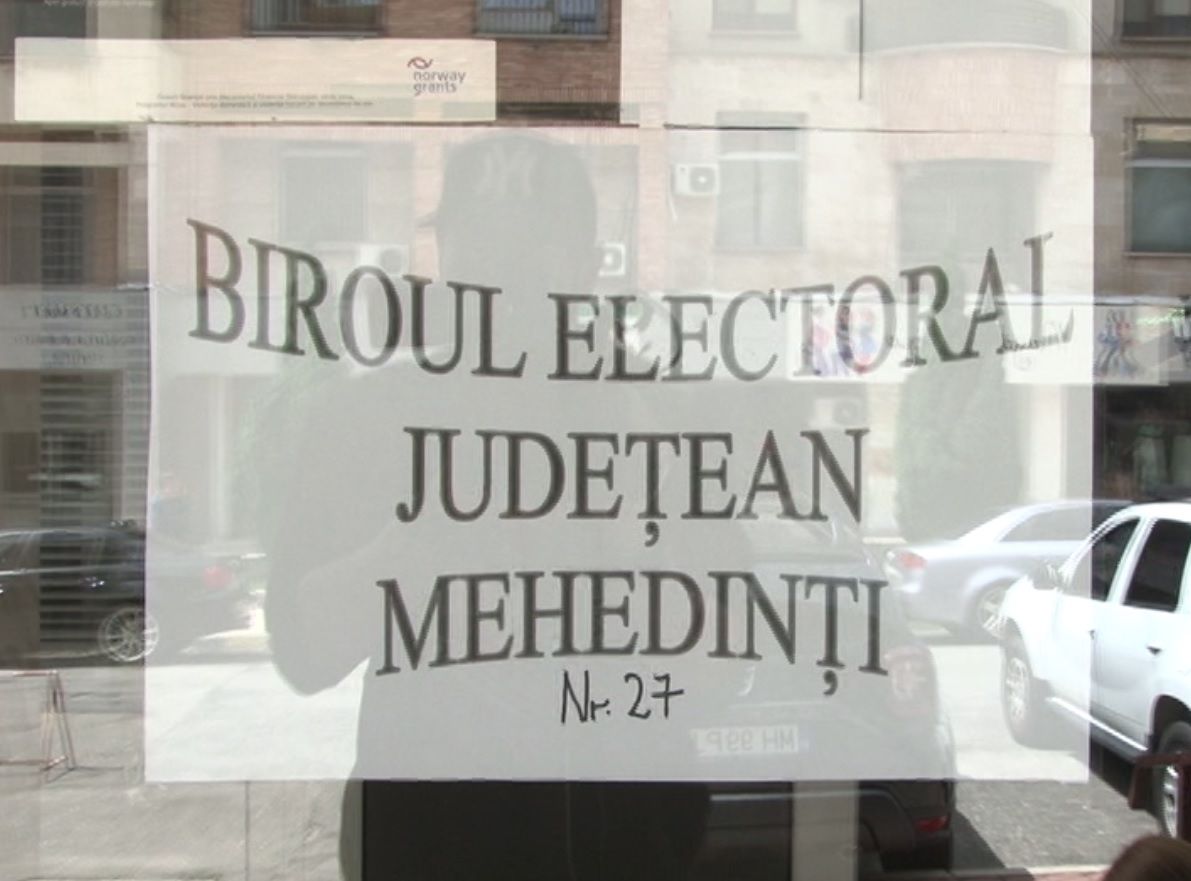 norway
grants
BIROUL ELECTORAL
JUDEȚEAN
MEHEDINȚI
Nr. 27